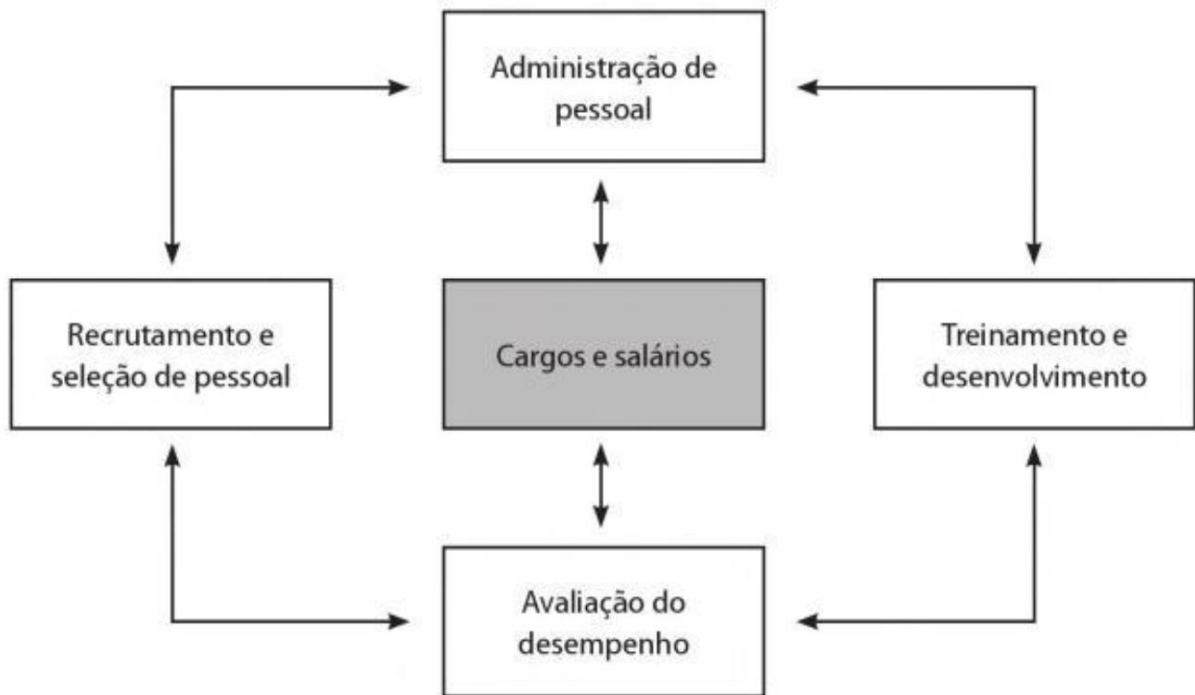 Administração de
pessoal
Recrutamento e
seleção de pessoal
Cargos e salários
Treinamento e
desenvolvimento
Avaliação do
desempenho